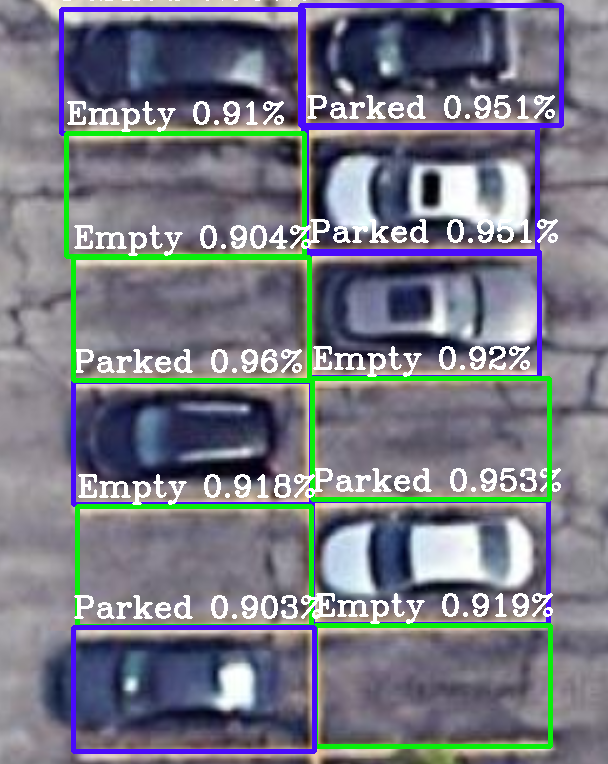 Empty 0.91%
Parked 0.951%
Empty 0.904%
Parked 0.951%
Parked 0.96%
Empty 0.92%
Empty 0.918%
Parked 0.953%
Parked 0.903%
Empty 0.919%